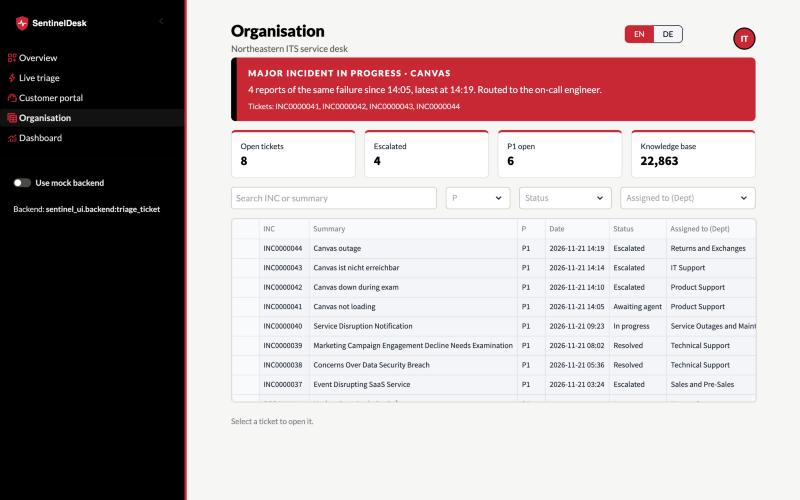 SentinelDesk
Overview
Live triage
Customer portal
Organisation
Dashboard
Use mock backend
Backend: sentinel_ui.backend:triage_ticket
Organisation
Northeastern ITS service desk
EN DE
IT
MAJOR INCIDENT IN PROGRESS · CANVAS
4 reports of the same failure since 14:05, latest at 14:19. Routed to the on-call engineer.
Tickets: INC0000041, INC0000042, INC0000043, INC0000044
Open tickets
8
Escalated
4
P1 open
6
Knowledge base
22,863
Search INC or summary
P
Status
Assigned to (Dept)
INC Summary P Date Status Assigned to (Dept)
INC0000044 Canvas outage P1 2026-11-21 14:19 Escalated Returns and Exchanges
INC0000043 Canvas ist nicht erreichbar P1 2026-11-21 14:14 Escalated IT Support
INC0000042 Canvas down during exam P1 2026-11-21 14:10 Escalated Product Support
INC0000041 Canvas not loading P1 2026-11-21 14:05 Awaiting agent Product Support
INC0000040 Service Disruption Notification P1 2026-11-21 09:23 In progress Service Outages and Maint
INC0000039 Marketing Campaign Engagement Decline Needs Examination P1 2026-11-21 08:02 Resolved Technical Support
INC0000038 Concerns Over Data Security Breach P1 2026-11-21 05:36 Resolved Technical Support
INC0000037 Event Disrupting SaaS Service P1 2026-11-21 03:24 Escalated Sales and Pre-Sales
Select a ticket to open it.